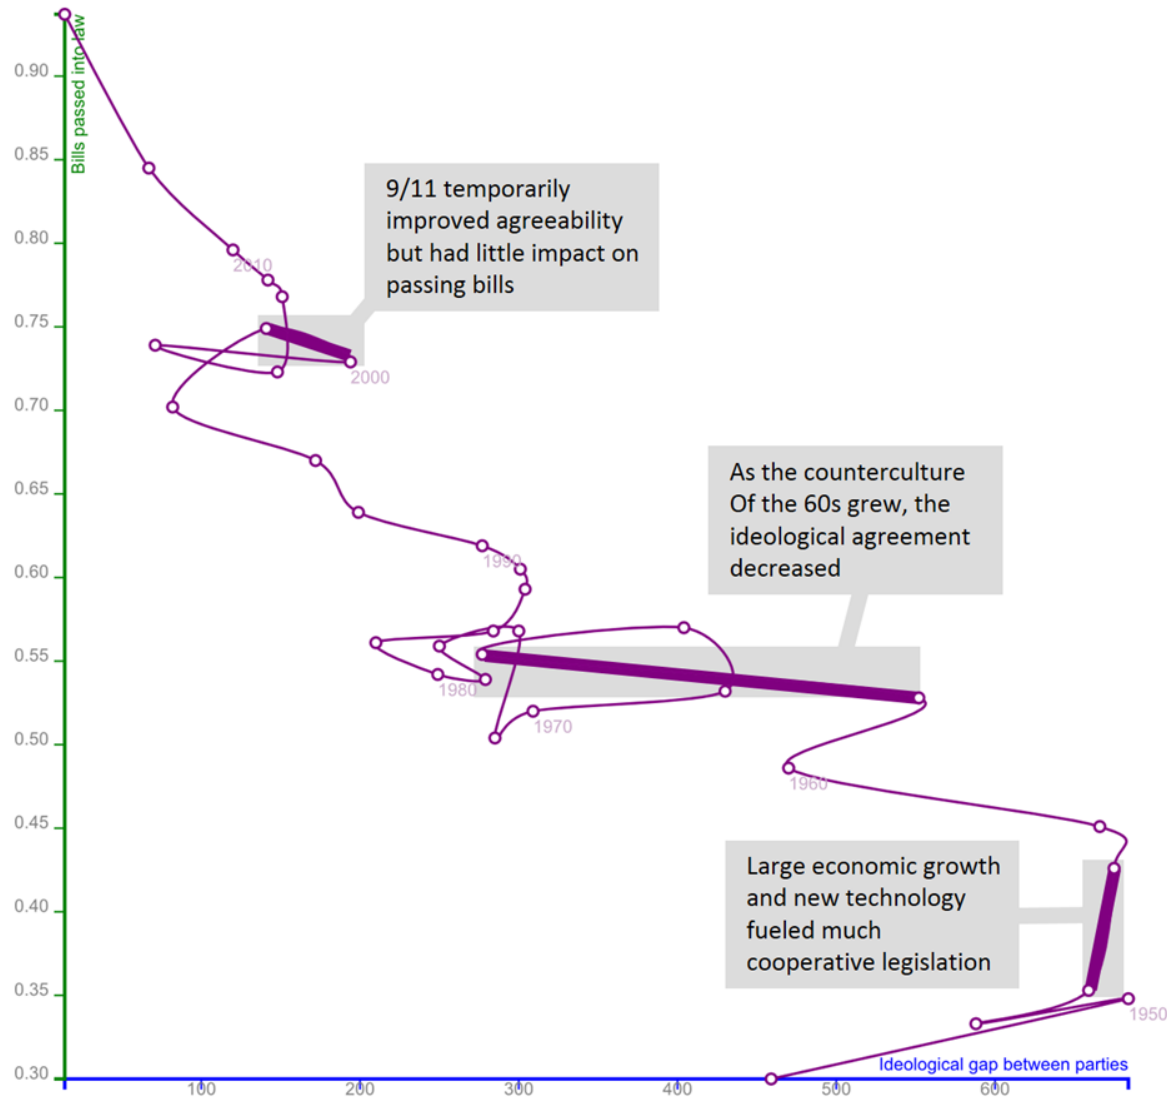 Bills passed into law
0.90
0.85
0.80
0.75
0.70
0.65
0.60
0.55
0.50
0.45
0.40
0.35
0.30
9/11 temporarily
improved agreeability
but had little impact on
passing bills
2010
2000
As the counterculture
Of the 60s grew, the
ideological agreement
decreased
1990
1980
1970
1960
Large economic growth
and new technology
fueled much
cooperative legislation
1950
Ideological gap between parties
100
200
300
400
500
600